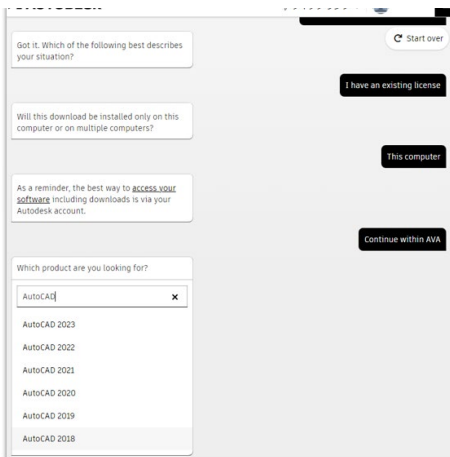 Start over
Got it. Which of the following best describes
your situation?
I have an existing license
Will this download be installed only on this
computer or on multiple computers?
This computer
As a reminder, the best way to access your
software including downloads is via your
Autodesk account.
Continue within AVA
Which product are you looking for?
AutoCAD
AutoCAD 2023
AutoCAD 2022
AutoCAD 2021
AutoCAD 2020
AutoCAD 2019
AutoCAD 2018